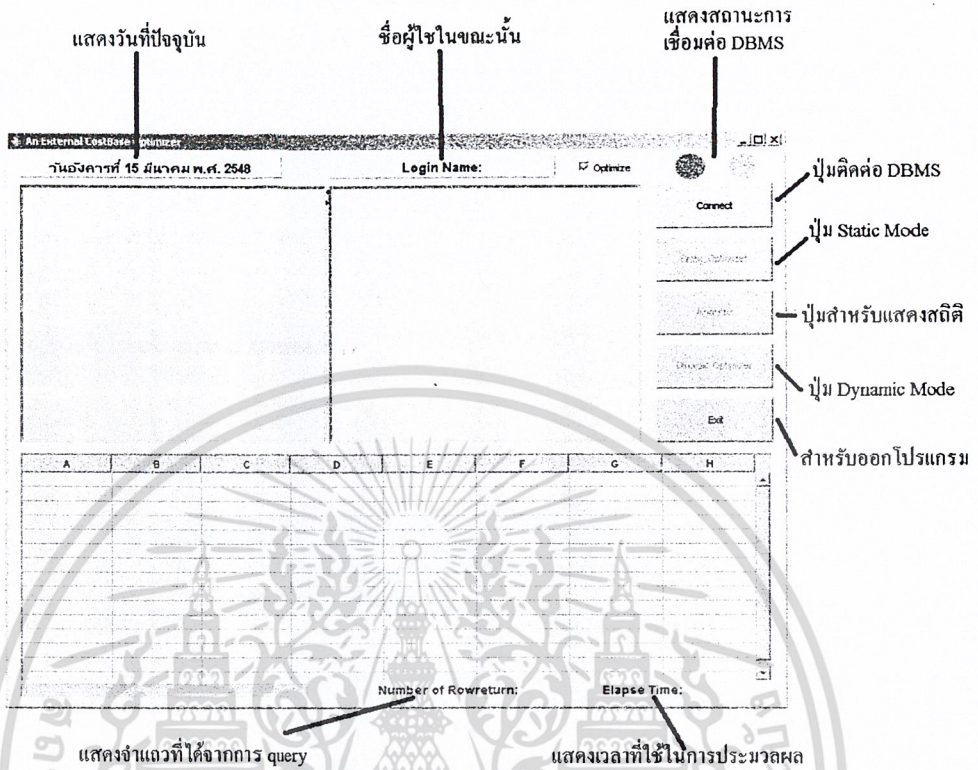 แสดงวันที่ปัจจุบัน
ชื่อผู้ใช้ในขณะนั้น
แสดงสถานะการ
เชื่อมต่อ DBMS
An External CostBase Optimizer
วันอังคารที่ 15 มีนาคม พ.ศ. 2548
Login Name:
Optimize
Connect
ปุ่มติดต่อ DBMS
ปุ่ม Static Mode
ปุ่มสำหรับแสดงสถิติ
ปุ่ม Dynamic Mode
Exit
สำหรับออกโปรแกรม
A B C D E F G H
Number of Rowreturn:
Elapse Time:
แสดงจำแถวที่ได้จากการ query
แสดงเวลาที่ใช้ในการประมวลผล